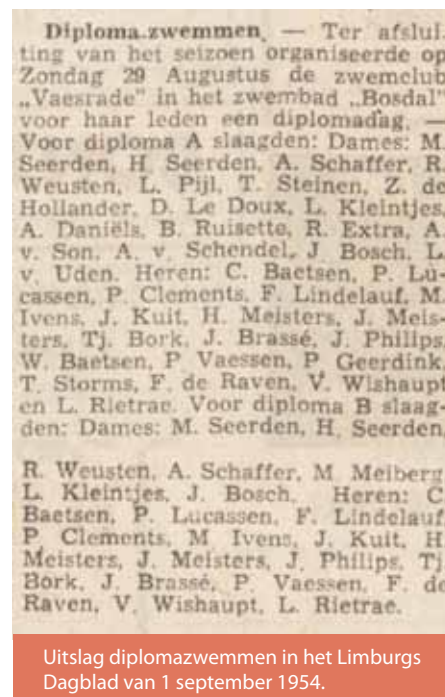 Diploma-zwemmen. — Ter afslui-
ting van het seizoen organiseerde op
Zondag 29 Augustus de zwemclub
„Vaesrade" in het zwembad „Bosdal"
voor haar leden een diplomadag. —
Voor diploma A slaagden: Dames: M.
Seerden, H. Seerden, A. Schaffer, R.
Weusten, L. Pijl, T. Steinen, Z. de
Hollander, D. Le Doux, L. Kleintjes,
A. Daniëls, B. Ruisette, R. Extra, A.
v. Son, A. v. Schendel, J. Bosch, L.
v. Uden. Heren: C. Baetsen, P. Lu-
cassen, P. Clements, F. Lindelauf, M.
Ivens, J. Kuit, H. Meisters, J. Meis-
ters, Tj. Bork, J. Brassé, J. Philips,
W. Baetsen, P. Vaessen, P. Geerdink,
T. Storms, F. de Raven, V. Wishaupt
en L. Rietrae. Voor diploma B slaag-
den: Dames: M. Seerden, H. Seerden,
R. Weusten, A. Schaffer, M. Meiberg
L. Kleintjes, J. Bosch. Heren: C.
Baetsen, P. Lucassen, F. Lindelauf
P. Clements, M. Ivens, J. Kuit, H
Meisters, J. Meisters, J. Philips, Tj
Bork, J. Brassé, P. Vaessen, F. de
Raven, V. Wishaupt, L. Rietrae.
Uitslag diplomazwemmen in het Limburgs
Dagblad van 1 september 1954.